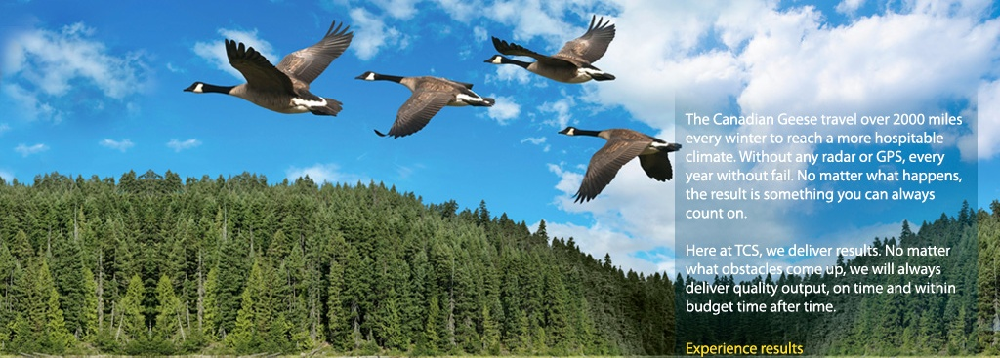 The Canadian Geese travel over 2000 miles
every winter to reach a more hospitable
climate. Without any radar or GPS, every
year without fail. No matter what happens,
the result is something you can always
count on.
Here at TCS, we deliver results. No matter
what obstacles come up, we will always
deliver quality output, on time and within
budget time after time.
Experience results